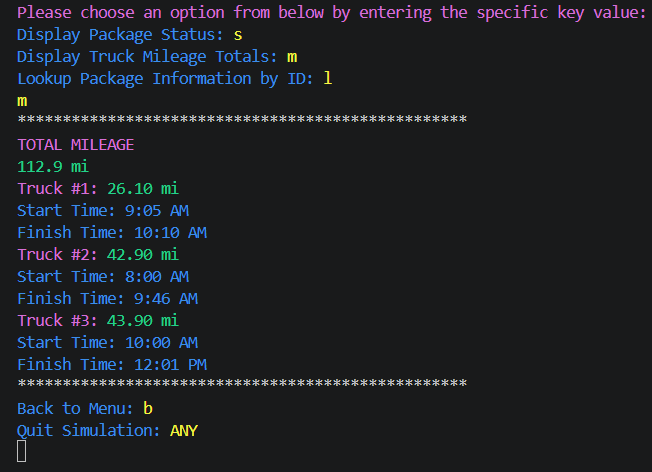 Please choose an option from below by entering the specific key value:
Display Package Status: s
Display Truck Mileage Totals: m
Lookup Package Information by ID: l
m
**************************************************
TOTAL MILEAGE
112.9 mi
Truck #1: 26.10 mi
Start Time: 9:05 AM
Finish Time: 10:10 AM
Truck #2: 42.90 mi
Start Time: 8:00 AM
Finish Time: 9:46 AM
Truck #3: 43.90 mi
Start Time: 10:00 AM
Finish Time: 12:01 PM
**************************************************
Back to Menu: b
Quit Simulation: ANY